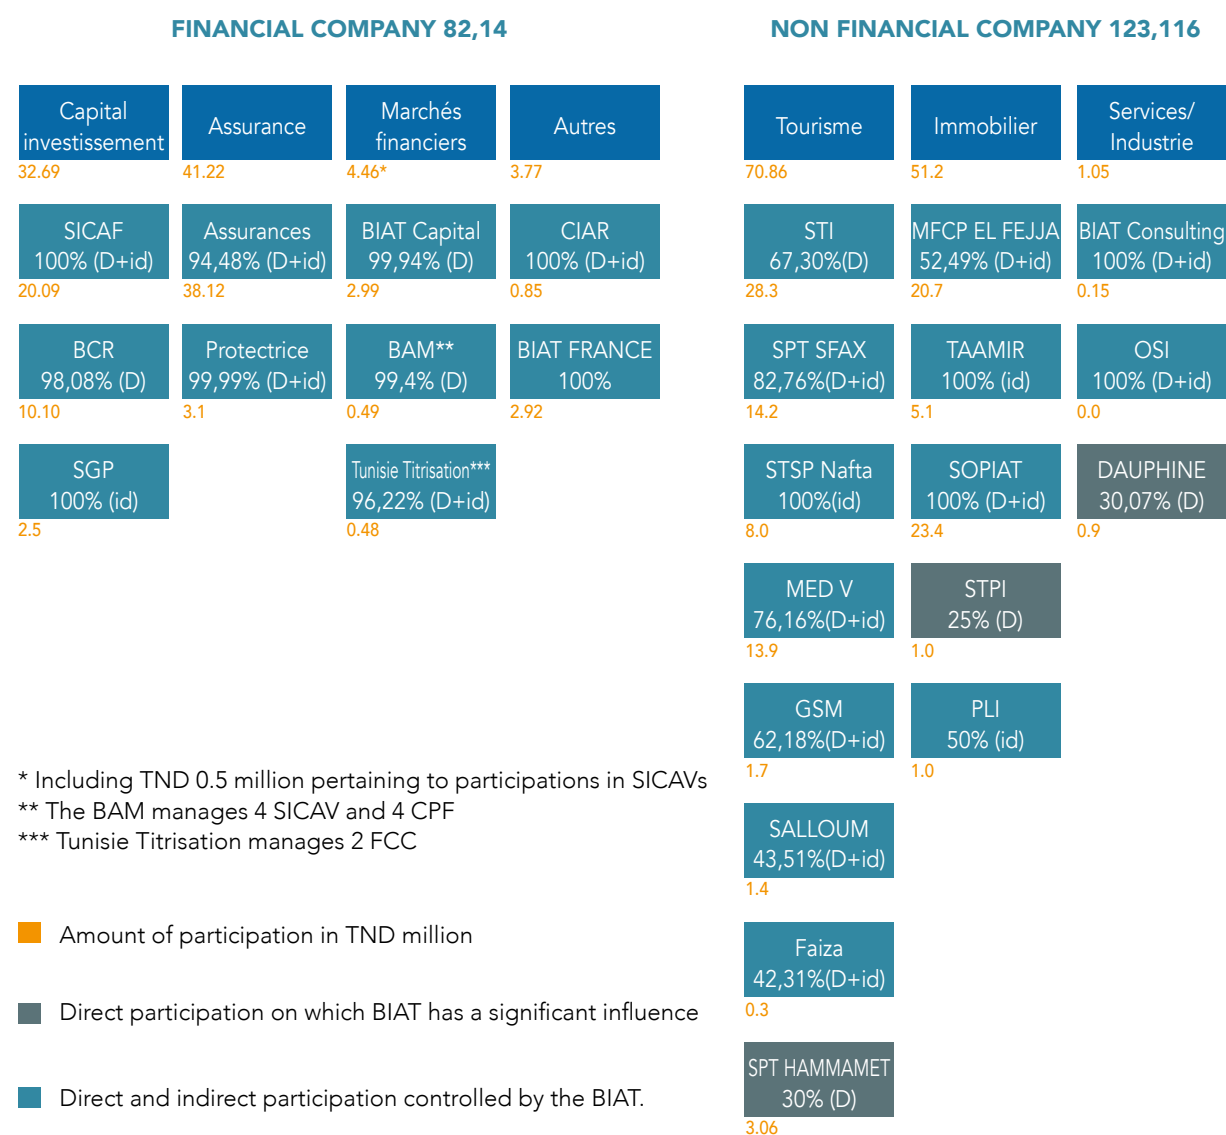 FINANCIAL COMPANY 82,14
NON FINANCIAL COMPANY 123,116
Capital
investissement
32.69
Assurance
41.22
Marchés
financiers
4.46*
Autres
3.77
Tourisme
70.86
Immobilier
51.2
Services/
Industrie
1.05
SICAF
100% (D+id)
20.09
Assurances
94,48% (D+id)
38.12
BIAT Capital
99,94% (D)
2.99
CIAR
100% (D+id)
0.85
STI
67,30%(D)
28.3
MFCP EL FEJJA
52,49% (D+id)
20.7
BIAT Consulting
100% (D+id)
0.15
BCR
98,08% (D)
10.10
Protectrice
99,99% (D+id)
3.1
BAM**
99,4% (D)
0.49
BIAT FRANCE
100%
2.92
SPT SFAX
82,76%(D+id)
14.2
TAAMIR
100% (id)
5.1
OSI
100% (D+id)
0.0
SGP
100% (id)
2.5
Tunisie Titrisation***
96,22% (D+id)
0.48
STSP Nafta
100%(id)
8.0
SOPIAT
100% (D+id)
23.4
DAUPHINE
30,07% (D)
0.9
MED V
76,16%(D+id)
13.9
STPI
25% (D)
1.0
GSM
62,18%(D+id)
1.7
PLI
50% (id)
1.0
SALLOUM
43,51%(D+id)
1.4
Faiza
42,31%(D+id)
0.3
SPT HAMMAMET
30% (D)
3.06
* Including TND 0.5 million pertaining to participations in SICAVs
** The BAM manages 4 SICAV and 4 CPF
*** Tunisie Titrisation manages 2 FCC
Amount of participation in TND million
Direct participation on which BIAT has a significant influence
Direct and indirect participation controlled by the BIAT.